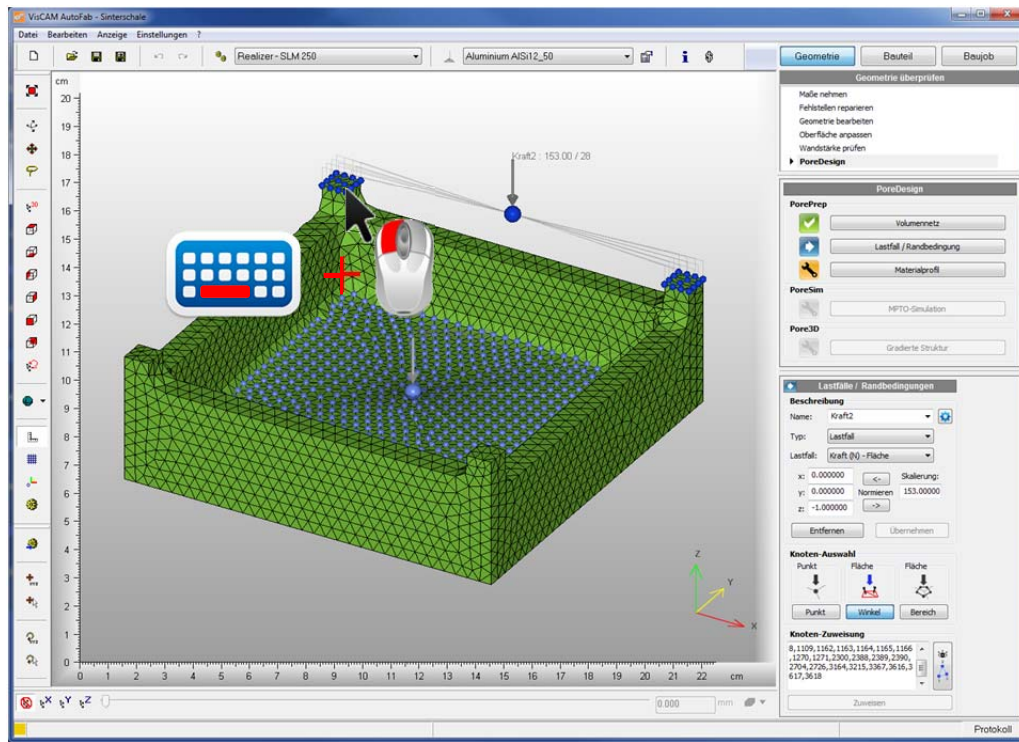 VisCAM AutoFab - Sinterschale
Datei Bearbeiten Anzeige Einstellungen ?
Realizer - SLM 250
Aluminium AlSi12_50
Geometrie
Bauteil
Baujob
Geometrie überprüfen
Maße nehmen
Fehlstellen reparieren
Geometrie bearbeiten
Oberfläche anpassen
Wandstärke prüfen
PoreDesign
PoreDesign
PorePrep
Volumennetz
Lastfall / Randbedingung
Materialprofil
PoreSim
MPTO-Simulation
Pore3D
Gradierte Struktur
Lastfälle / Randbedingungen
Beschreibung
Name: Kraft2
Typ: Lastfall
Lastfall: Kraft (N) - Fläche
x: 0.000000 <- Skalierung:
y: 0.000000 Normieren 153.00000
z: -1.000000 ->
Entfernen Übernehmen
Knoten-Auswahl
Punkt Fläche Fläche
Punkt Winkel Bereich
Knoten-Zuweisung
8,1109,1162,1163,1164,1165,1166
,1270,1271,2300,2388,2389,2390,
2704,2726,3164,3215,3367,3616,3
617,3618
Zuweisen
cm
20
19
18
17
16
15
14
13
12
11
10
9
8
7
6
5
4
3
2
1
0
0 1 2 3 4 5 6 7 8 9 10 11 12 13 14 15 16 17 18 19 20 21 22 cm
Kraft2 : 153.00 / 28
Z
Y
X
3D
X Y Z
0.000 mm
Protokoll